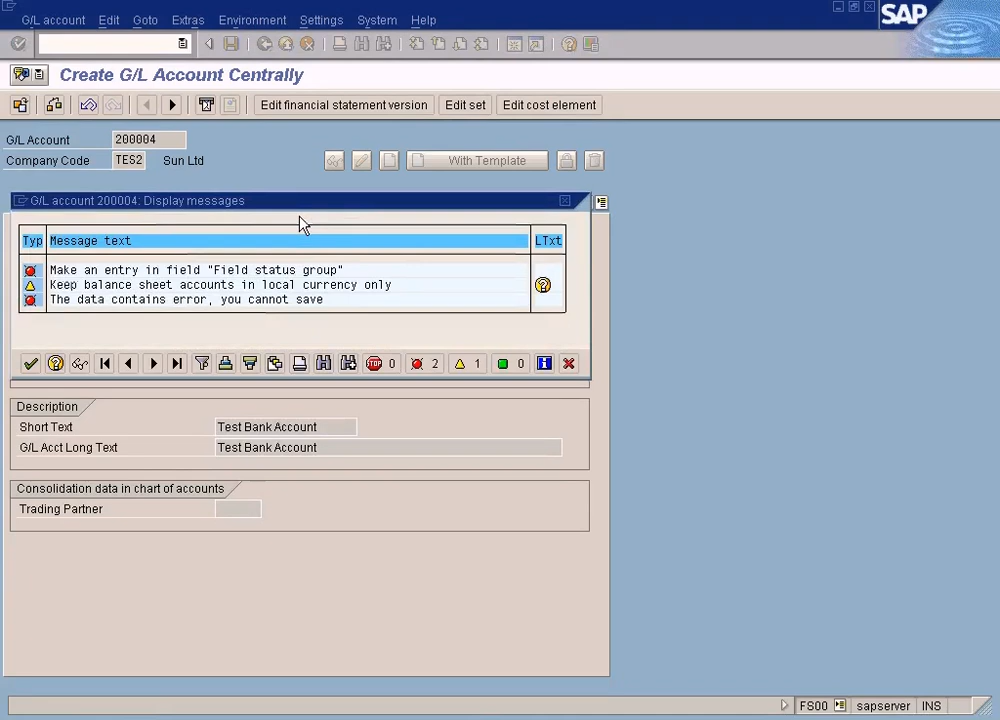 G/L account Edit Goto Extras Environment Settings System Help
SAP
Create G/L Account Centrally
Edit financial statement version Edit set Edit cost element
G/L Account 200004
Company Code TES2 Sun Ltd With Template
G/L account 200004: Display messages
Typ Message text LTxt
Make an entry in field "Field status group"
Keep balance sheet accounts in local currency only
The data contains error, you cannot save
STOP 0 2 1 0
Description
Short Text Test Bank Account
G/L Acct Long Text Test Bank Account
Consolidation data in chart of accounts
Trading Partner
FS00 sapserver INS